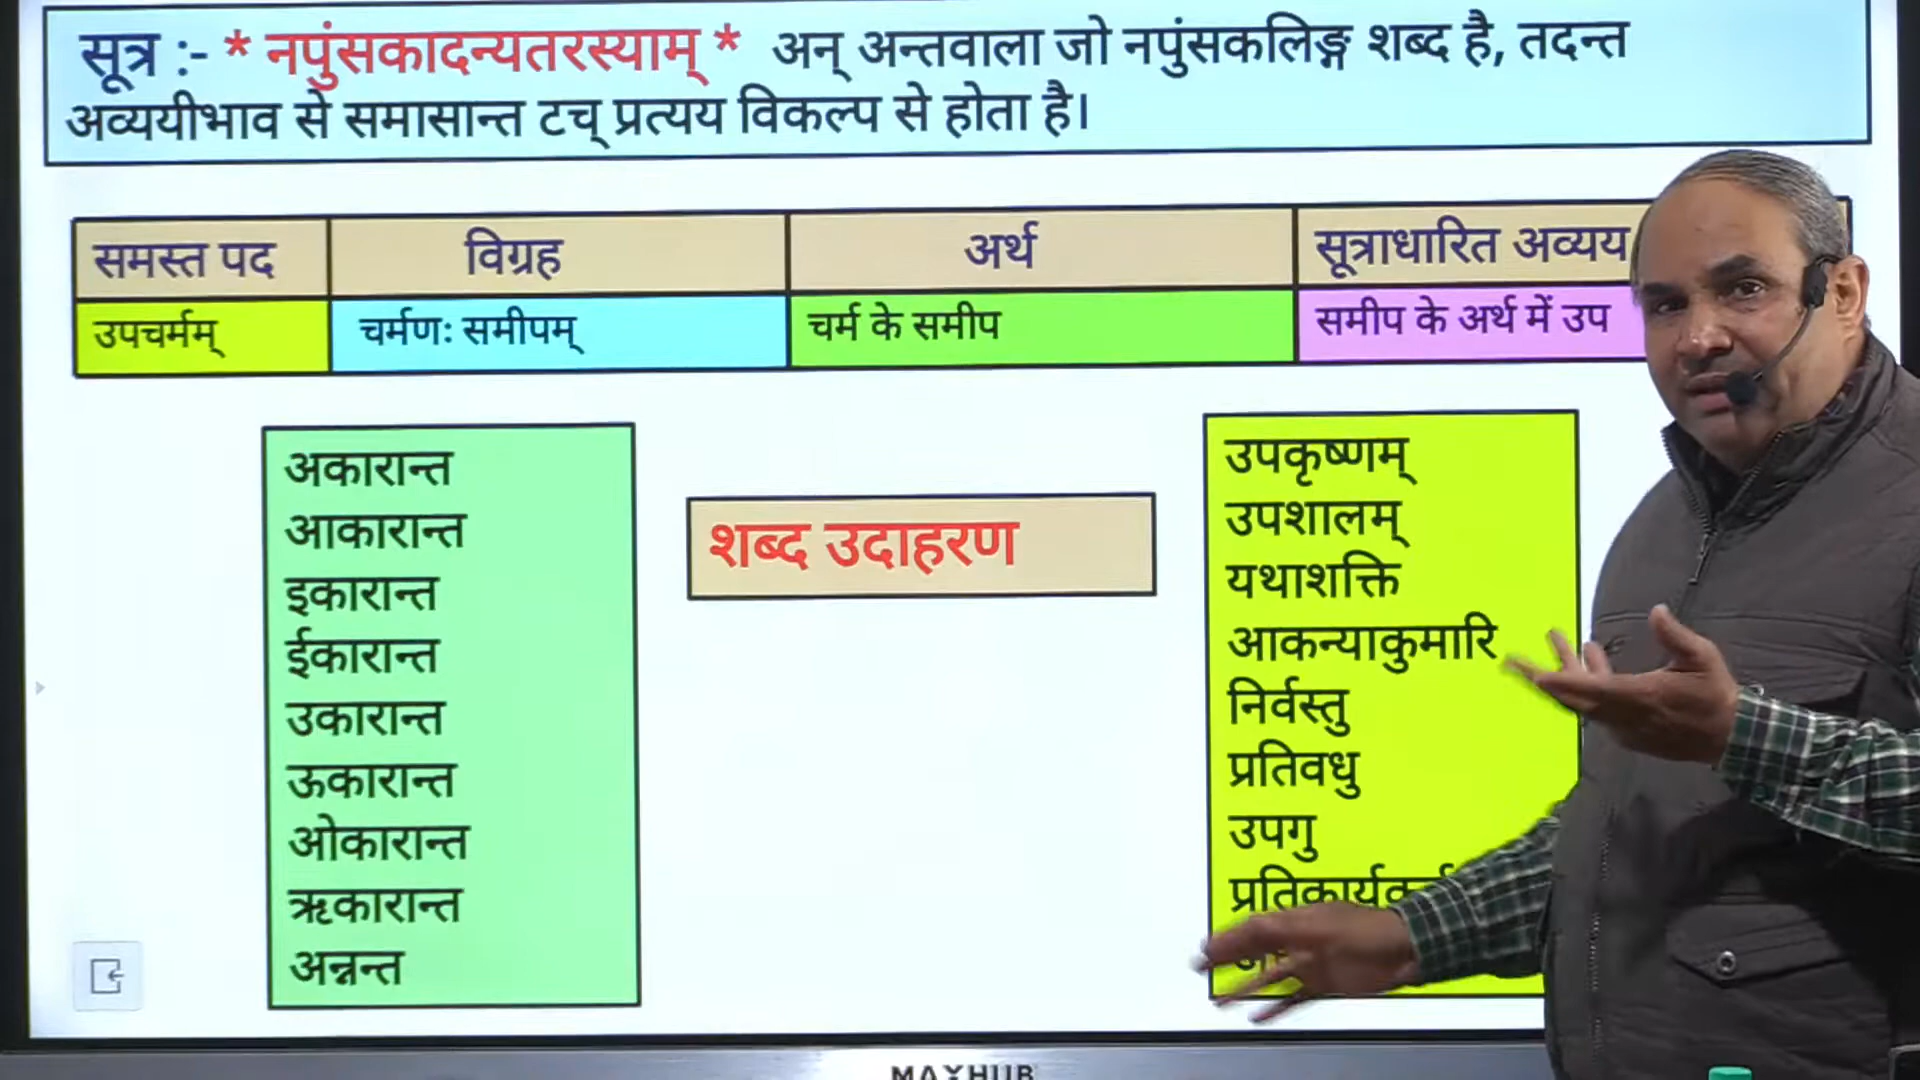 सूत्र :- * नपुंसकादन्यतरस्याम् * अन् अन्तवाला जो नपुंसकलिङ्ग शब्द है, तदन्त
अव्ययीभाव से समासान्त टच् प्रत्यय विकल्प से होता है।
समस्त पद विग्रह अर्थ सूत्राधारित अव्यय
उपचर्मम् चर्मणः समीपम् चर्म के समीप समीप के अर्थ में उप
अकारान्त
आकारान्त
इकारान्त
ईकारान्त
उकारान्त
ऊकारान्त
ओकारान्त
ऋकारान्त
अन्नन्त
शब्द उदाहरण
उपकृष्णम्
उपशालम्
यथाशक्ति
आकन्याकुमारि
निर्वस्तु
प्रतिवधु
उपगु
MAXHUB